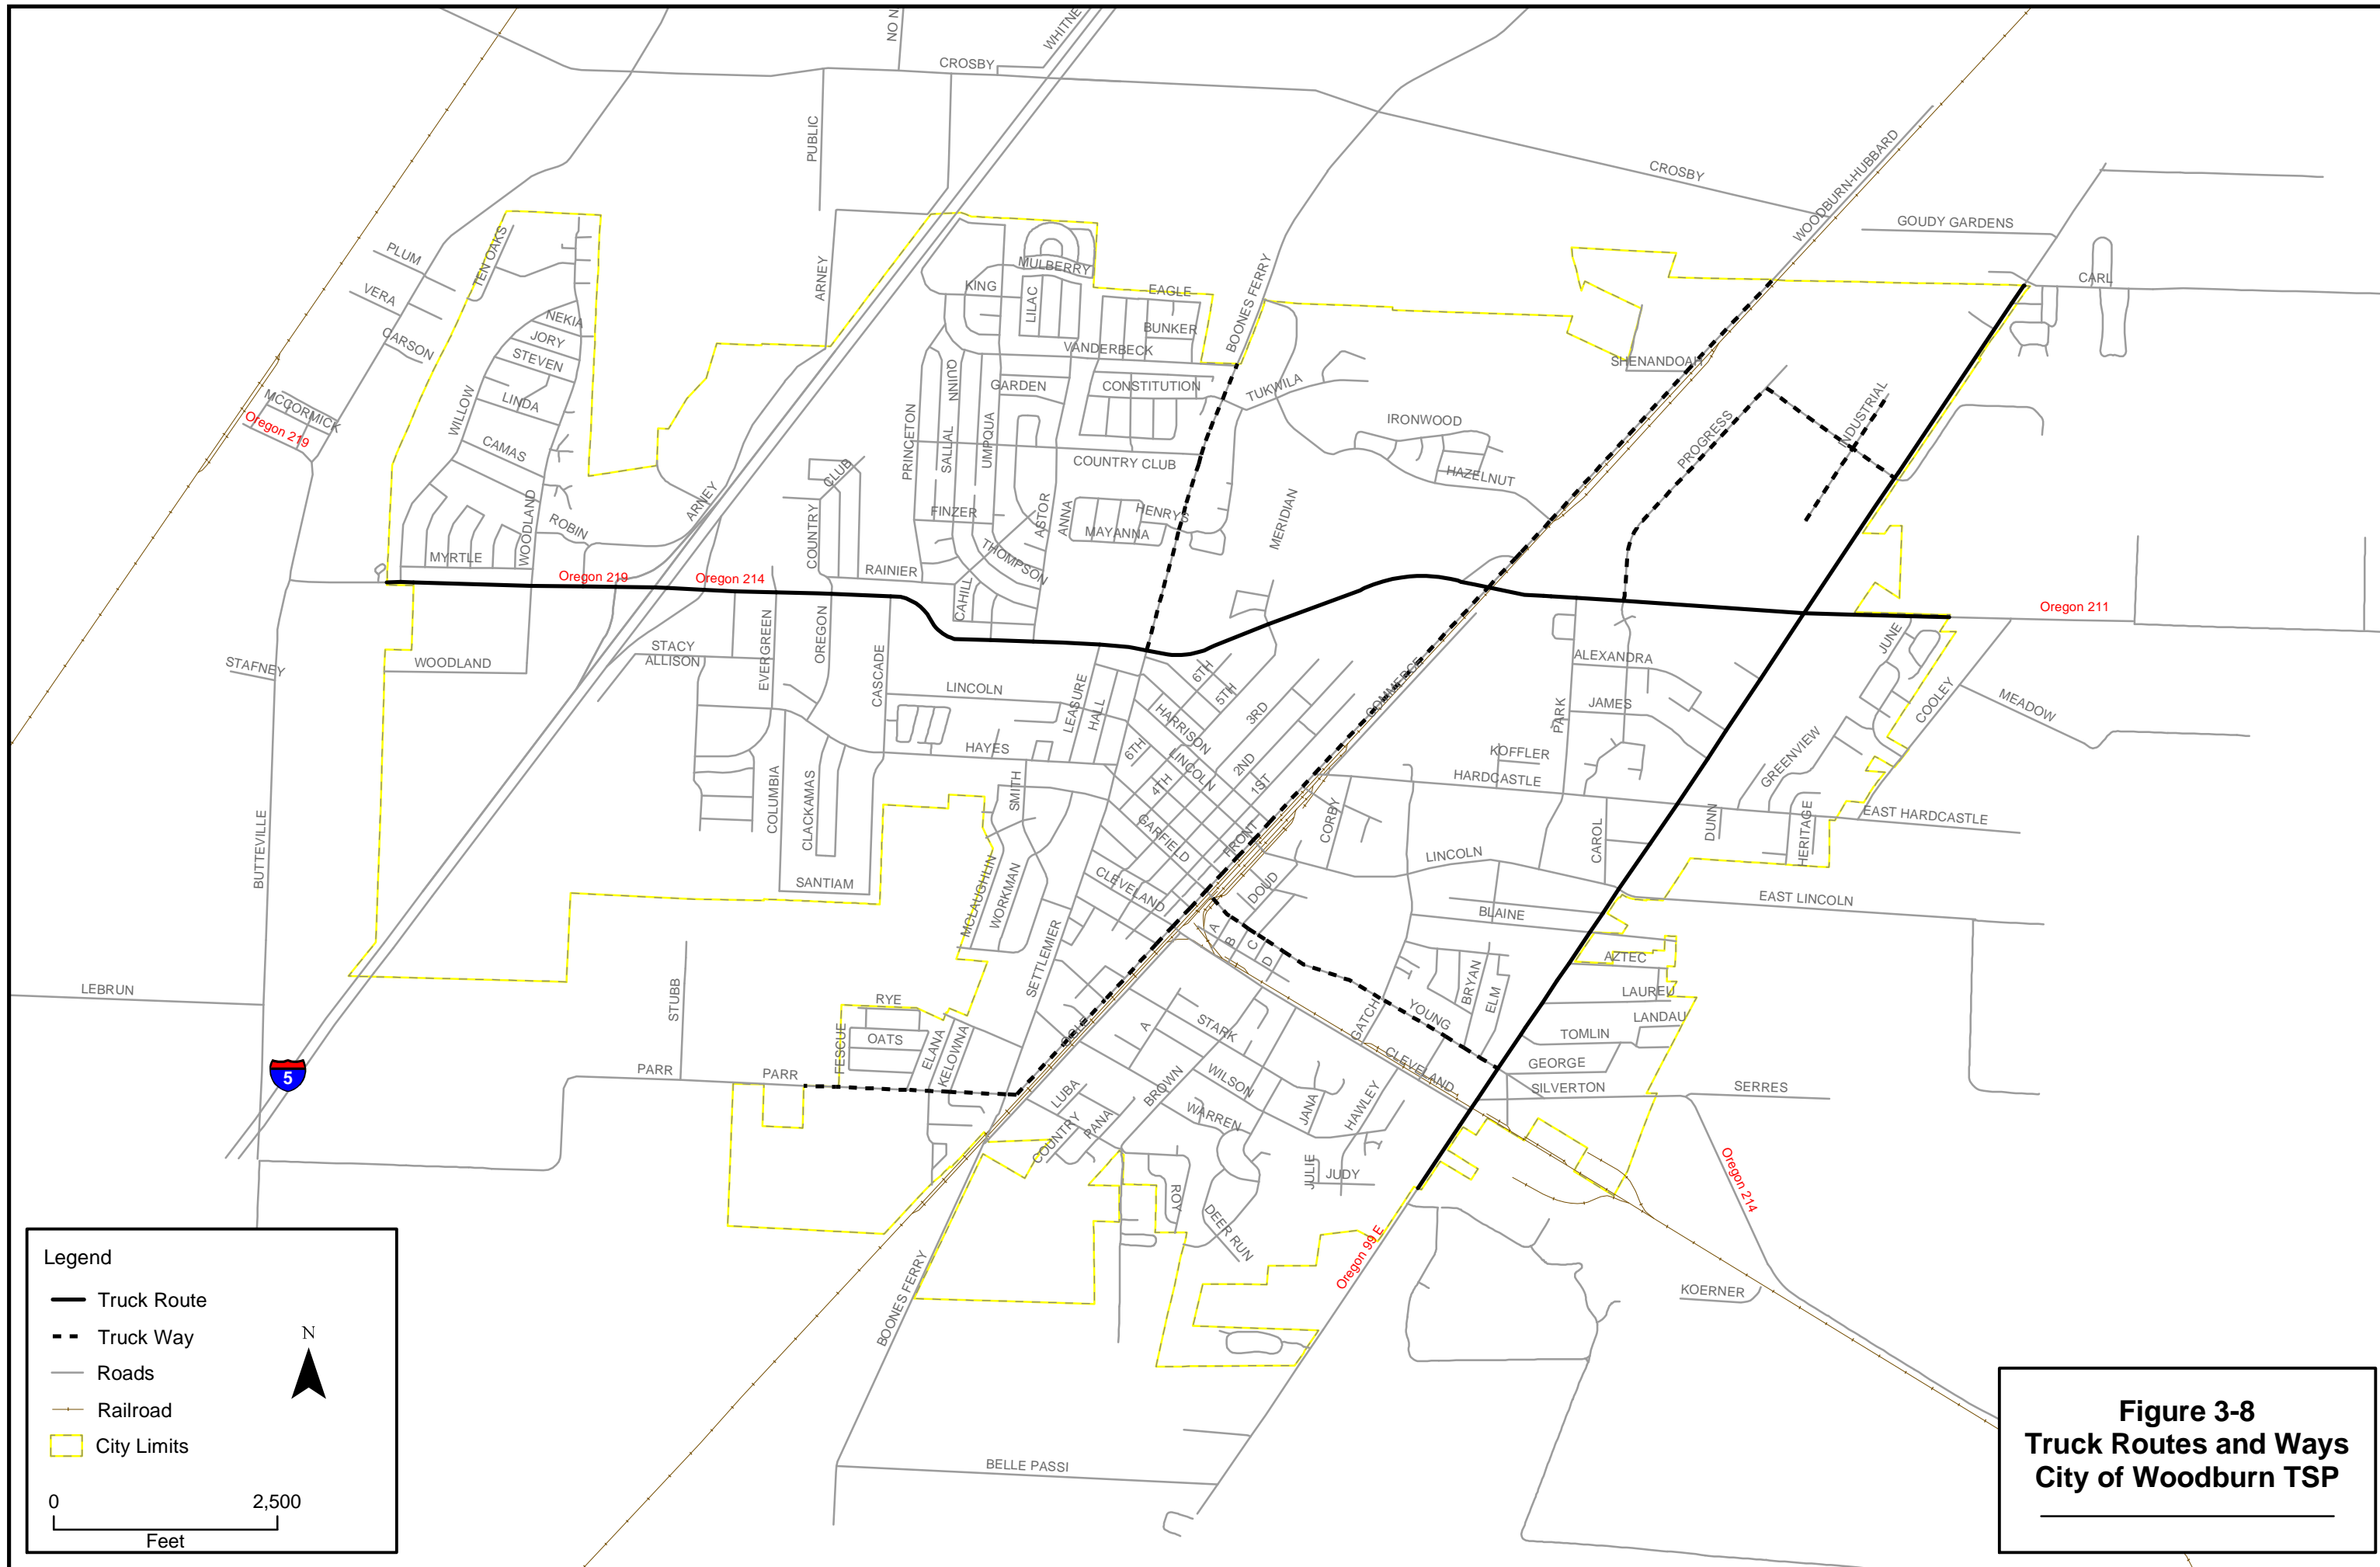 NO N
WHITNE
CROSBY
PUBLIC
CROSBY
WOODBURN-HUBBARD
GOUDY GARDENS
CARL
PLUM
TEN OAKS
VERA
CARSON
ARNEY
MULBERRY
KING
LILAC
EAGLE
BUNKER
BOONES FERRY
NEKIA
JORY
STEVEN
VANDERBECK
SHENANDOAH
QUINN
GARDEN
CONSTITUTION
TUKWILA
MCCORMICK
Oregon 219
WILLOW
LINDA
CAMAS
PRINCETON
SALLAL
UMPQUA
IRONWOOD
PROGRESS
INDUSTRIAL
COUNTRY CLUB
HAZELNUT
CLUB
COUNTRY
ARNEY
WOODLAND
ROBIN
FINZER
ASTOR
ANNA
HENRYS
MAYANNA
MERIDIAN
MYRTLE
THOMPSON
RAINIER
CAHILL
Oregon 219
Oregon 214
Oregon 211
STAFNEY
WOODLAND
STACY
ALLISON
EVERGREEN
OREGON
CASCADE
LINCOLN
LEASURE
HALL
6TH
5TH
HARRISON
3RD
COMMERCE
ALEXANDRA
PARK
JAMES
JUNE
COOLEY
MEADOW
HAYES
6TH
LINCOLN
2ND
4TH
1ST
KOFFLER
HARDCASTLE
GREENVIEW
COLUMBIA
CLACKAMAS
SMITH
GARFIELD
FRONT
CORBY
CAROL
DUNN
HERITAGE
EAST HARDCASTLE
BUTTEVILLE
SANTIAM
MCLAUGHLIN
WORKMAN
CLEVELAND
DOUD
LINCOLN
EAST LINCOLN
BLAINE
A
B
C
D
SETTLEMIER
AZTEC
LEBRUN
STUBB
RYE
BRYAN
ELM
LAUREL
LANDAU
FESCUE
OATS
ELANA
KELOWNA
A
STARK
GATCH
YOUNG
TOMLIN
GEORGE
5
PARR
PARR
LUBA
BROWN
WILSON
CLEVELAND
SILVERTON
SERRES
COUNTRY
PANA
WARREN
JANA
HAWLEY
JULIE
JUDY
ROY
DEER RUN
Oregon 214
Oregon 99 E
KOERNER
BOONES FERRY
BELLE PASSI
Legend
Truck Route
Truck Way
Roads
Railroad
City Limits
N
0 2,500
Feet
Figure 3-8
Truck Routes and Ways
City of Woodburn TSP